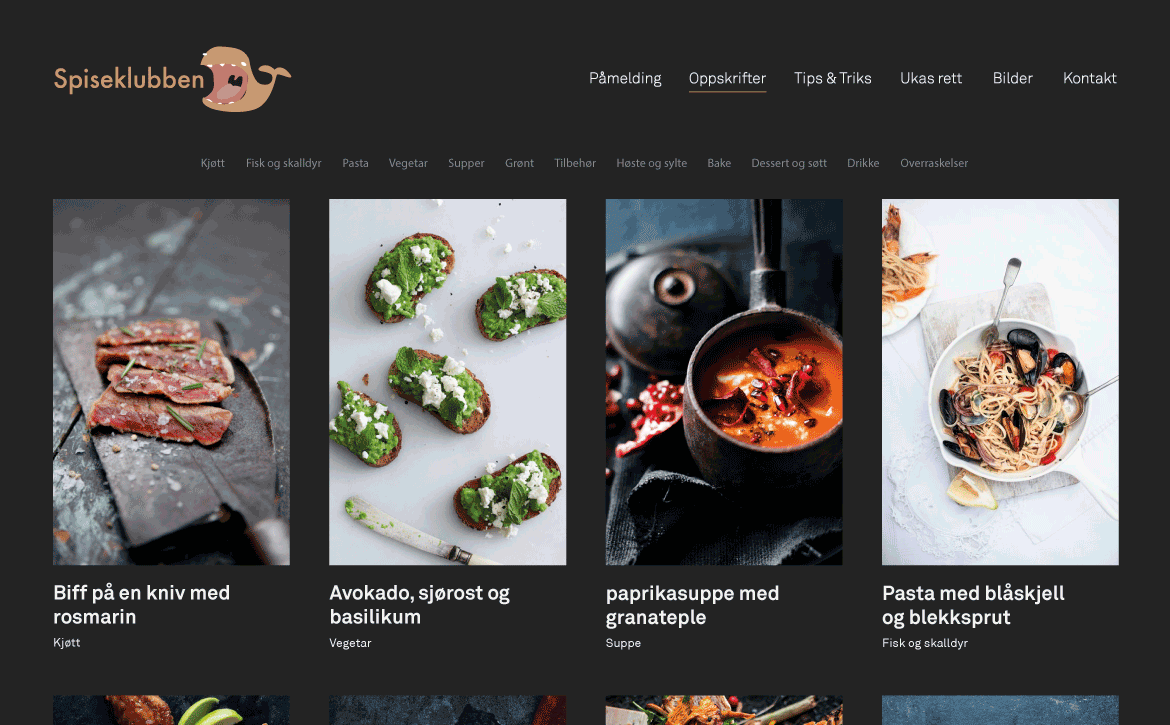 Spiseklubben
Påmelding Oppskrifter Tips & Triks Ukas rett Bilder Kontakt
Kjøtt Fisk og skalldyr Pasta Vegetar Supper Grønt Tilbehør Høste og sylte Bake Dessert og søtt Drikke Overraskelser
Biff på en kniv med
rosmarin
Kjøtt
Avokado, sjørost og
basilikum
Vegetar
paprikasuppe med
granateple
Suppe
Pasta med blåskjell
og blekksprut
Fisk og skalldyr